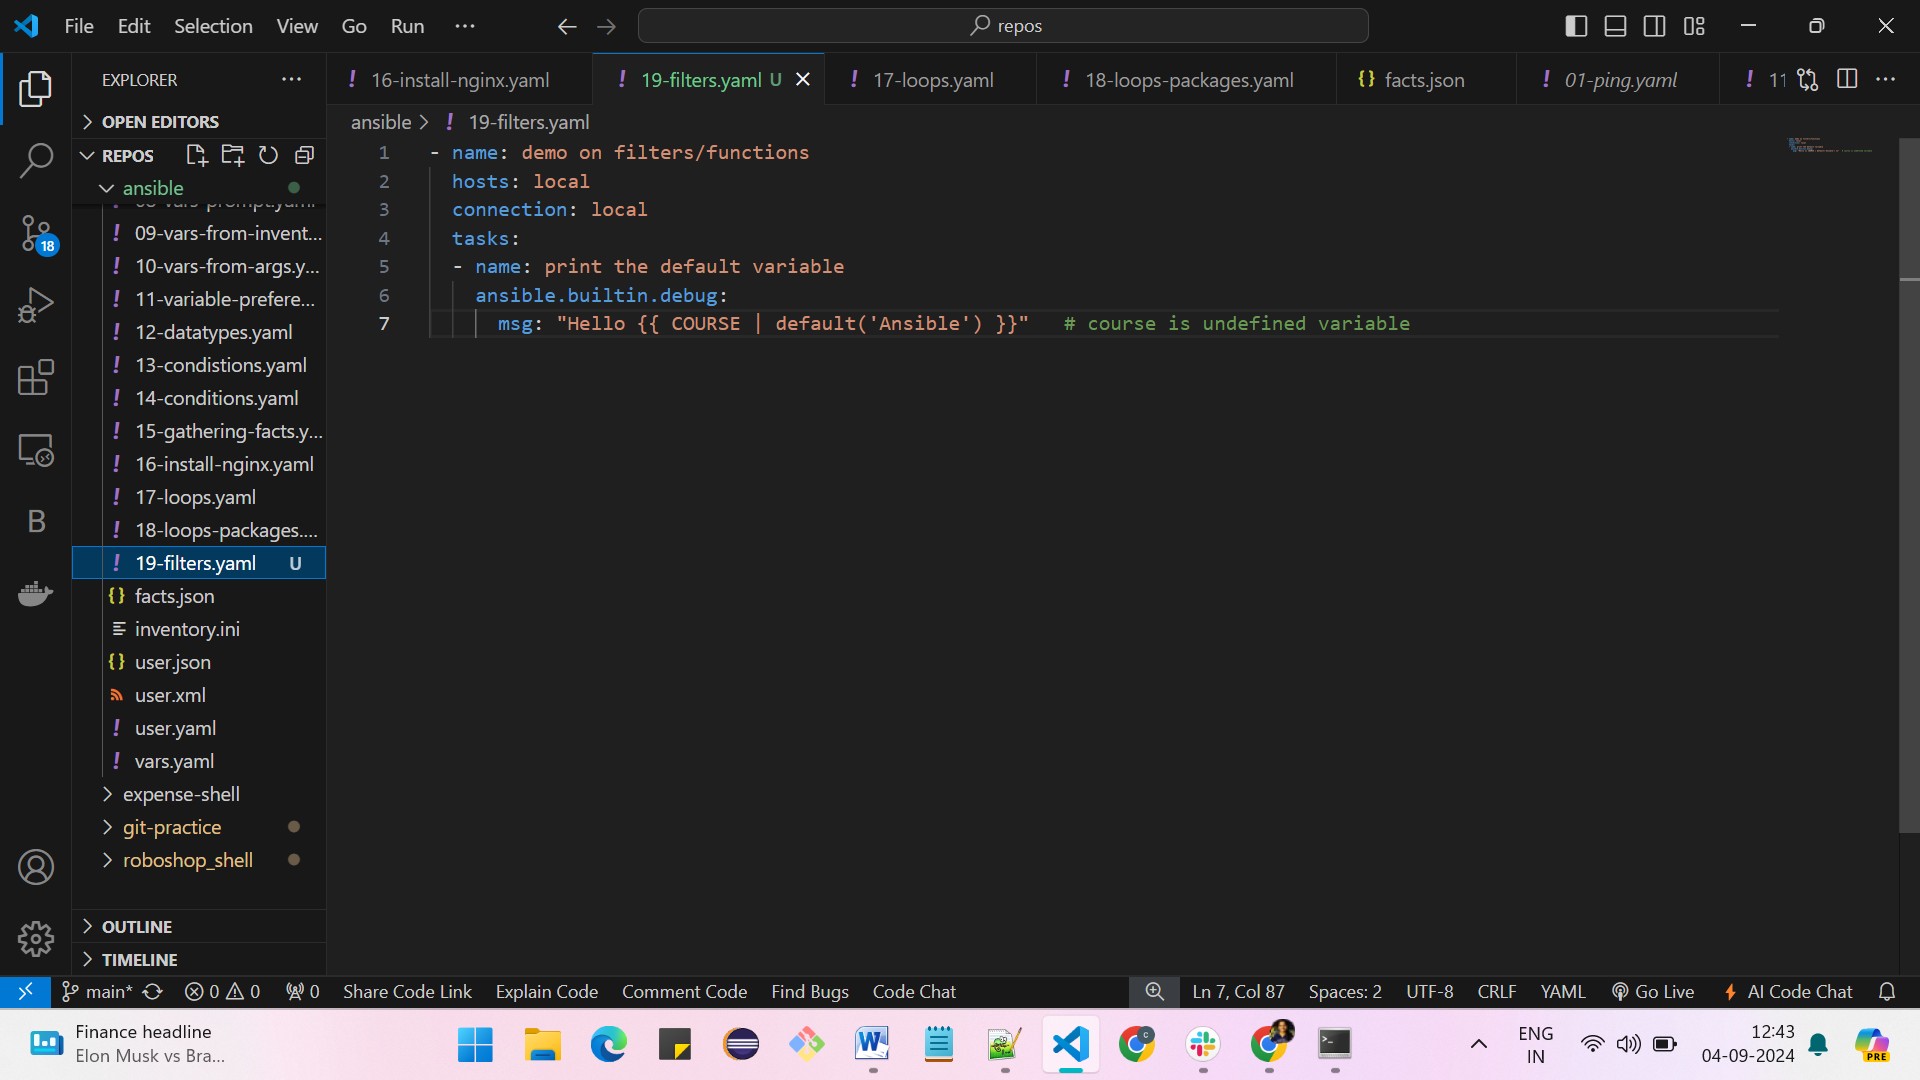 File Edit Selection View Go Run ···
repos
EXPLORER ···
16-install-nginx.yaml
19-filters.yaml U
17-loops.yaml
18-loops-packages.yaml
facts.json
01-ping.yaml
11
OPEN EDITORS
REPOS
ansible
08-vars-prompt.yaml
09-vars-from-invent...
10-vars-from-args.y...
11-variable-prefere...
12-datatypes.yaml
13-condistions.yaml
14-conditions.yaml
15-gathering-facts.y...
16-install-nginx.yaml
17-loops.yaml
18-loops-packages....
19-filters.yaml U
facts.json
inventory.ini
user.json
user.xml
user.yaml
vars.yaml
expense-shell
git-practice
roboshop_shell
OUTLINE
TIMELINE
18
B
ansible > ! 19-filters.yaml
1 - name: demo on filters/functions
2 hosts: local
3 connection: local
4 tasks:
5 - name: print the default variable
6 ansible.builtin.debug:
7 msg: "Hello {{ COURSE | default('Ansible') }}" # course is undefined variable
main* 0 0 0 Share Code Link Explain Code Comment Code Find Bugs Code Chat
Ln 7, Col 87 Spaces: 2 UTF-8 CRLF YAML Go Live AI Code Chat
Finance headline
Elon Musk vs Bra...
ENG
IN
12:43
04-09-2024
PRE